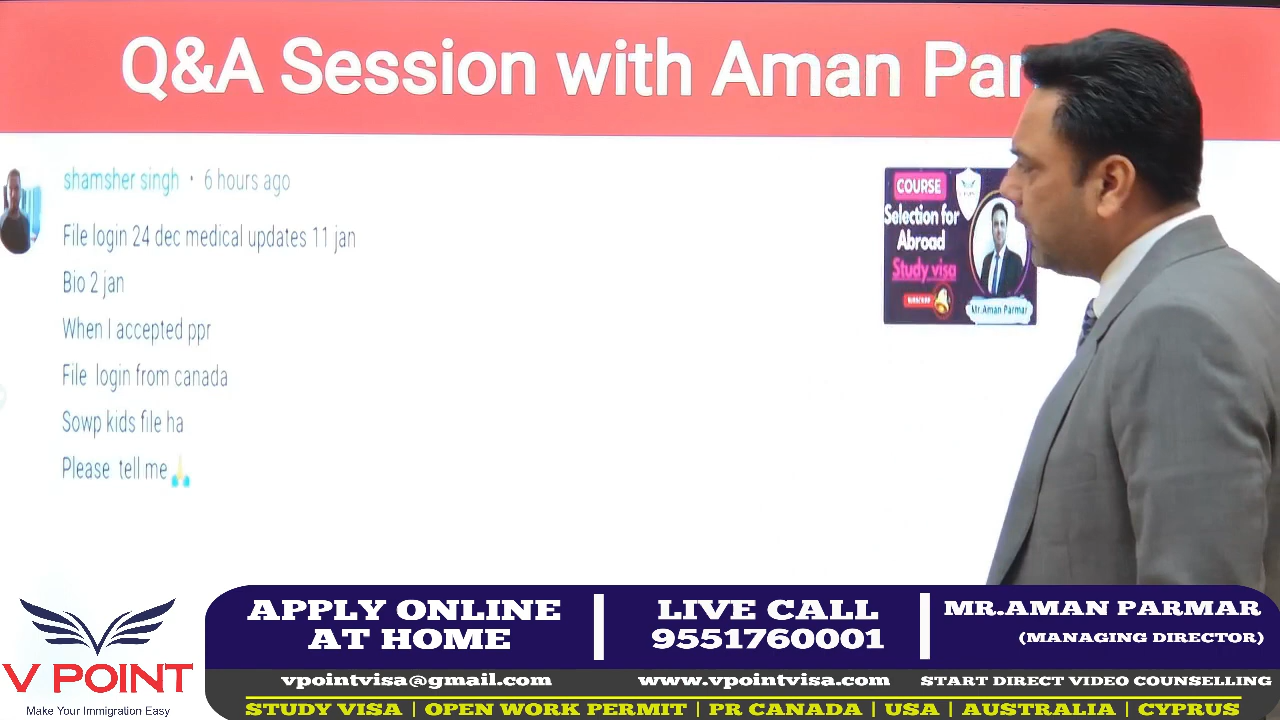 Q&A Session with Aman Par
shamsher singh • 6 hours ago
File login 24 dec medical updates 11 jan
Bio 2 jan
When I accepted ppr
File login from canada
Sowp kids file ha
Please tell me🙏
COURSE
V POINT
Selection for
Abroad
Study visa
SUBSCRIBE
Mr.Aman Parmar
V POINT
Make Your Immigration Easy
APPLY ONLINE
AT HOME
LIVE CALL
9551760001
MR.AMAN PARMAR
(MANAGING DIRECTOR)
vpointvisa@gmail.com
www.vpointvisa.com
START DIRECT VIDEO COUNSELLING
STUDY VISA | OPEN WORK PERMIT | PR CANADA | USA | AUSTRALIA | CYPRUS